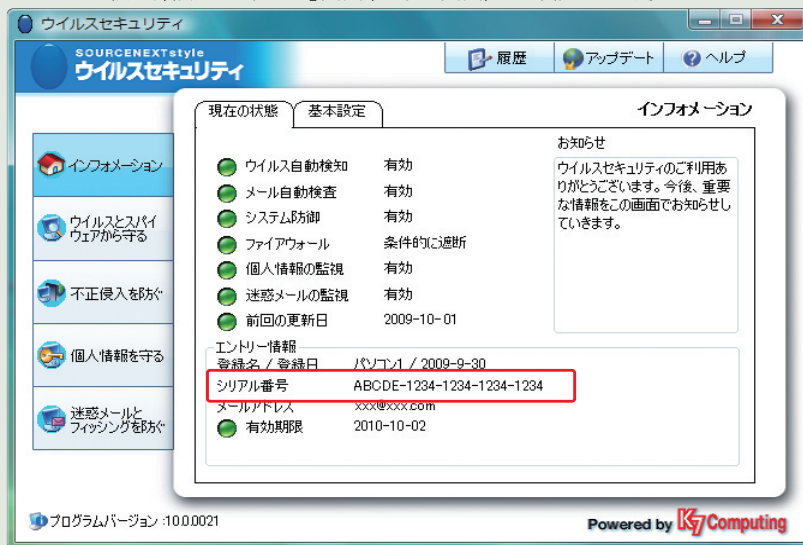 ウイルスセキュリティ
SOURCENEXTstyle
ウイルスセキュリティ
履歴
アップデート
ヘルプ
現在の状態
基本設定
インフォメーション
インフォメーション
ウイルスとスパイ
ウェアから守る
不正侵入を防ぐ
個人情報を守る
迷惑メールと
フィッシングを防ぐ
ウイルス自動検知 有効
メール自動検査 有効
システム防御 有効
ファイアウォール 条件的に遮断
個人情報の監視 有効
迷惑メールの監視 有効
前回の更新日 2009-10-01
お知らせ
ウイルスセキュリティのご利用あ
りがとうございます。今後、重要
な情報をこの画面でお知らせし
ていきます。
エントリー情報
登録名 / 登録日 パソコン1 / 2009-9-30
シリアル番号 ABCDE-1234-1234-1234-1234
メールアドレス xxx@xxx.com
有効期限 2010-10-02
プログラムバージョン :10.0.0021
Powered by K7Computing